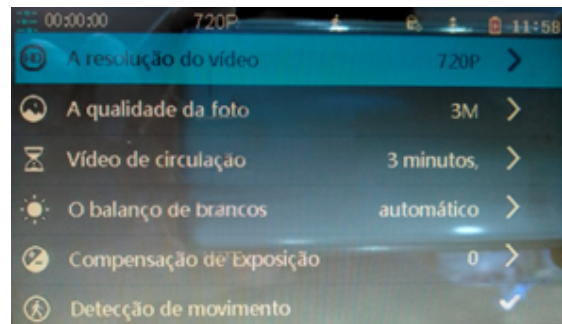 00:00:00 720P 11:58
HD A resolução do vídeo 720P
A qualidade da foto 3M
Vídeo de circulação 3 minutos,
O balanço de brancos automático
Compensação de Exposição 0
Detecção de movimento